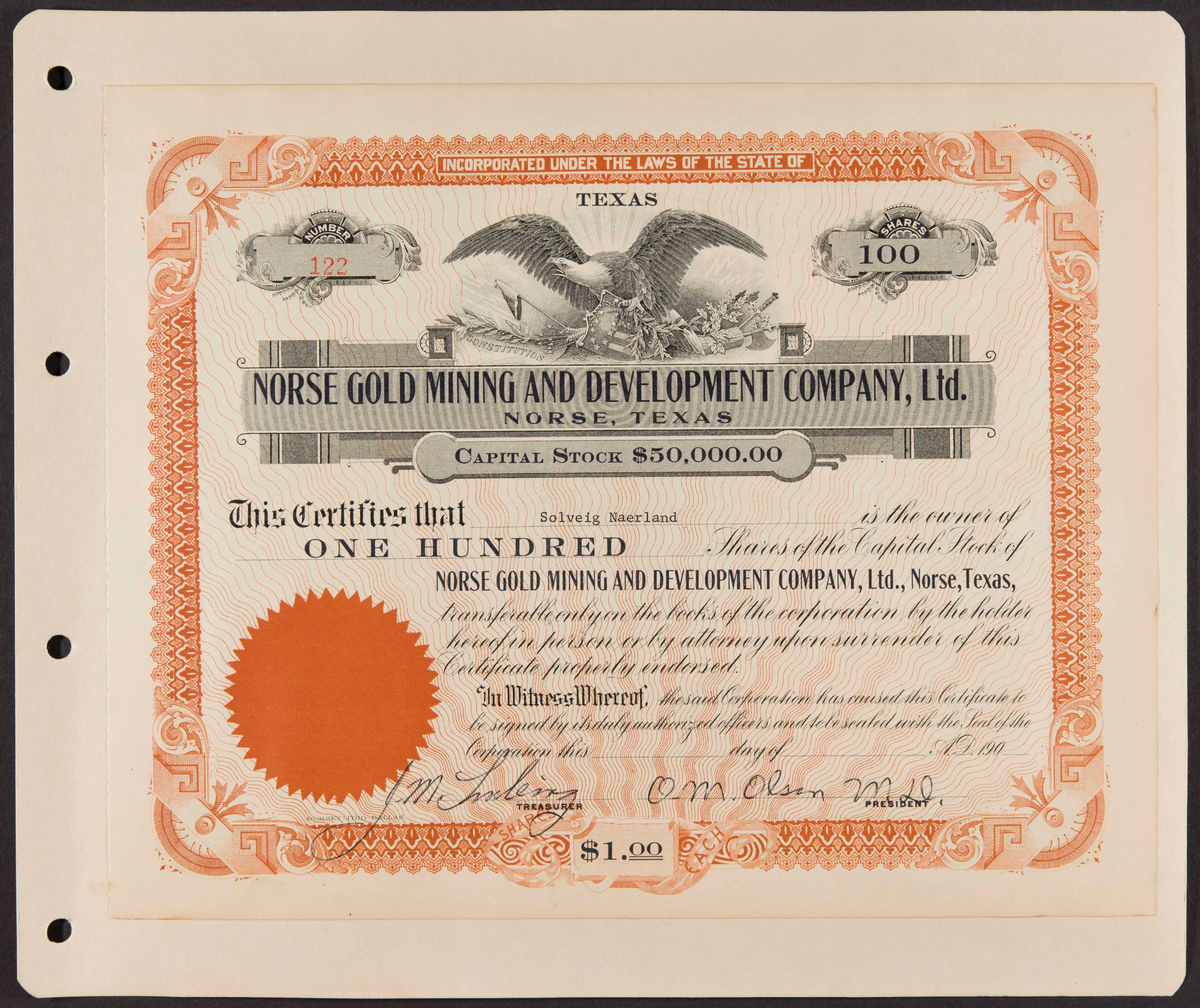 INCORPORATED UNDER THE LAWS OF THE STATE OF
TEXAS
NUMBER
122
SHARES
100
CONSTITUTION
NORSE GOLD MINING AND DEVELOPMENT COMPANY, Ltd.
NORSE, TEXAS
CAPITAL STOCK $50,000.00
This Certifies that Solveig Naerland is the owner of
ONE HUNDRED Shares of the Capital Stock of
NORSE GOLD MINING AND DEVELOPMENT COMPANY, Ltd., Norse, Texas,
transferable only on the books of the corporation by the holder
hereof in person or by attorney upon surrender of this
Certificate properly endorsed.
In Witness Whereof, the said Corporation has caused this Certificate to
be signed by its duly authorized officers and to be sealed with the Seal of the
Corporation this day of A.D. 190
J M O. M. Olson MD
TREASURER PRESIDENT
DALLAS
SHARES $1.00 EACH